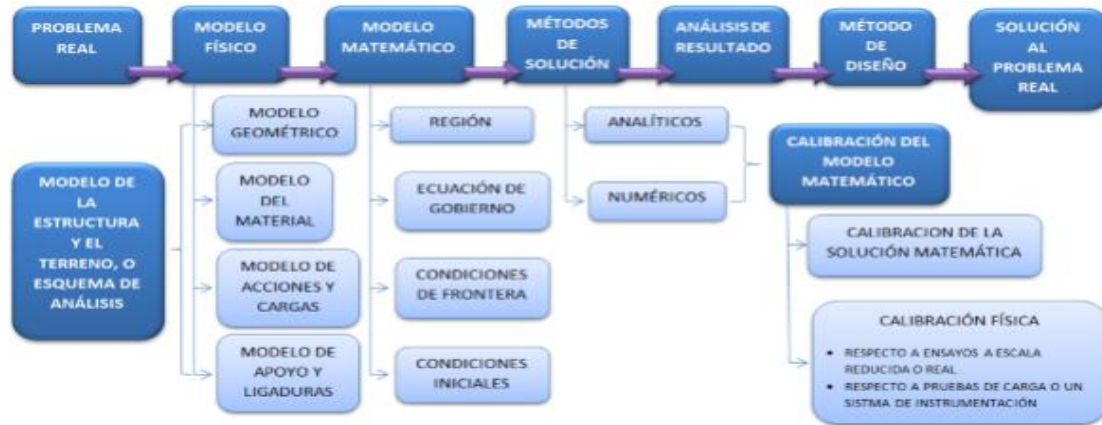 PROBLEMA
REAL
MODELO
FÍSICO
MODELO
MATEMÁTICO
MÉTODOS
DE
SOLUCIÓN
ANÁLISIS DE
RESULTADO
MÉTODO
DE
DISEÑO
SOLUCIÓN
AL
PROBLEMA
REAL
MODELO DE
LA
ESTRUCTURA
Y EL
TERRENO, O
ESQUEMA DE
ANÁLISIS
MODELO
GEOMÉTRICO
MODELO
DEL
MATERIAL
MODELO DE
ACCIONES Y
CARGAS
MODELO DE
APOYO Y
LIGADURAS
REGIÓN
ECUACIÓN DE
GOBIERNO
CONDICIONES
DE FRONTERA
CONDICIONES
INICIALES
ANALÍTICOS
NUMÉRICOS
CALIBRACIÓN DEL
MODELO
MATEMÁTICO
CALIBRACION DE LA
SOLUCIÓN MATEMÁTICA
CALIBRACIÓN FÍSICA
• RESPECTO A ENSAYOS A ESCALA
REDUCIDA O REAL
• RESPECTO A PRUEBAS DE CARGA O UN
SISTMA DE INSTRUMENTACIÓN